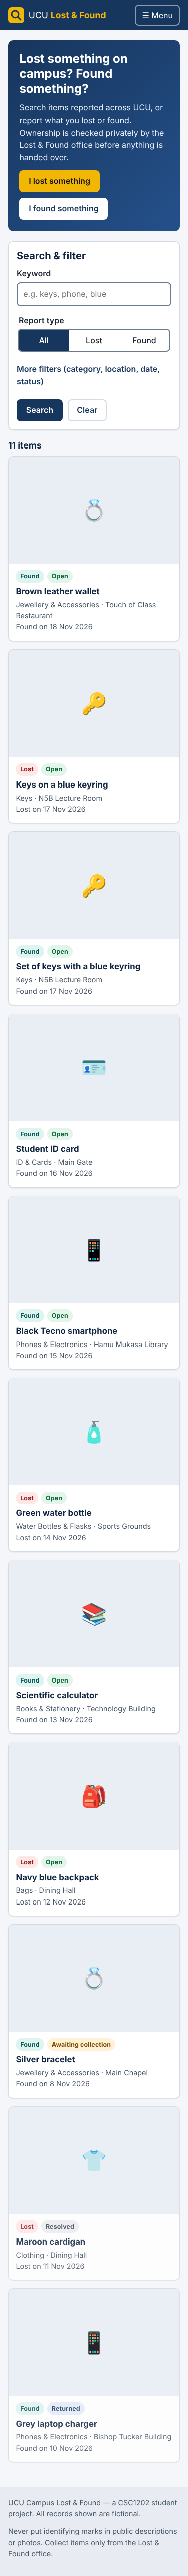 UCU Lost & Found
☰ Menu
Lost something on
campus? Found
something?
Search items reported across UCU, or
report what you lost or found.
Ownership is checked privately by the
Lost & Found office before anything is
handed over.
I lost something
I found something
Search & filter
Keyword
e.g. keys, phone, blue
Report type
All Lost Found
More filters (category, location, date,
status)
Search Clear
11 items
Found Open
Brown leather wallet
Jewellery & Accessories · Touch of Class
Restaurant
Found on 18 Nov 2026
Lost Open
Keys on a blue keyring
Keys · N5B Lecture Room
Lost on 17 Nov 2026
Found Open
Set of keys with a blue keyring
Keys · N5B Lecture Room
Found on 17 Nov 2026
Found Open
Student ID card
ID & Cards · Main Gate
Found on 16 Nov 2026
Found Open
Black Tecno smartphone
Phones & Electronics · Hamu Mukasa Library
Found on 15 Nov 2026
Lost Open
Green water bottle
Water Bottles & Flasks · Sports Grounds
Lost on 14 Nov 2026
Found Open
Scientific calculator
Books & Stationery · Technology Building
Found on 13 Nov 2026
Lost Open
Navy blue backpack
Bags · Dining Hall
Lost on 12 Nov 2026
Found Awaiting collection
Silver bracelet
Jewellery & Accessories · Main Chapel
Found on 8 Nov 2026
Lost Resolved
Maroon cardigan
Clothing · Dining Hall
Lost on 11 Nov 2026
Found Returned
Grey laptop charger
Phones & Electronics · Bishop Tucker Building
Found on 10 Nov 2026
UCU Campus Lost & Found — a CSC1202 student
project. All records shown are fictional.
Never put identifying marks in public descriptions
or photos. Collect items only from the Lost &
Found office.